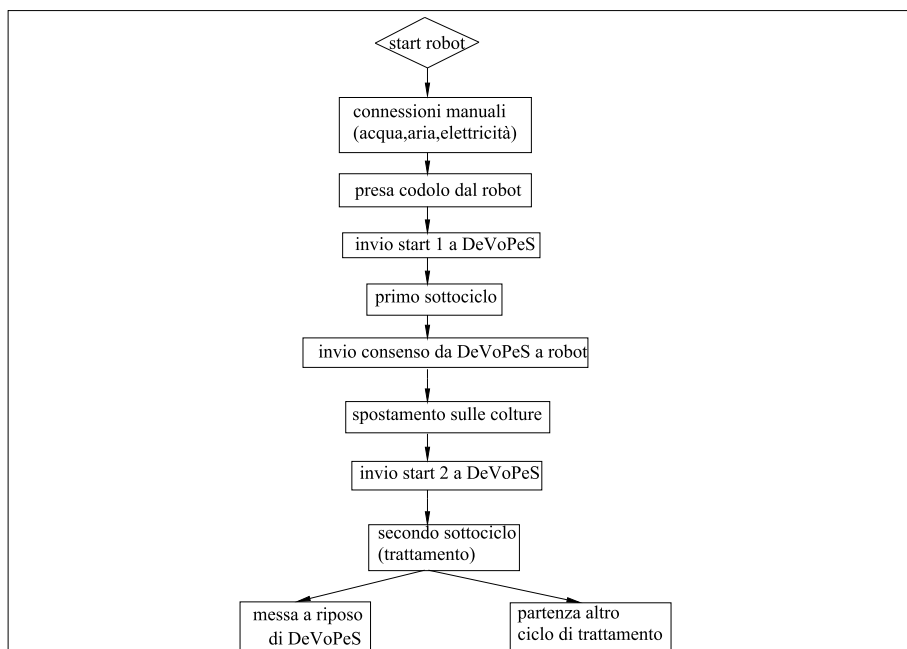 start robot
connessioni manuali
(acqua,aria,elettricità)
presa codolo dal robot
invio start 1 a DeVoPeS
primo sottociclo
invio consenso da DeVoPeS a robot
spostamento sulle colture
invio start 2 a DeVoPeS
secondo sottociclo
(trattamento)
messa a riposo
di DeVoPeS
partenza altro
ciclo di trattamento